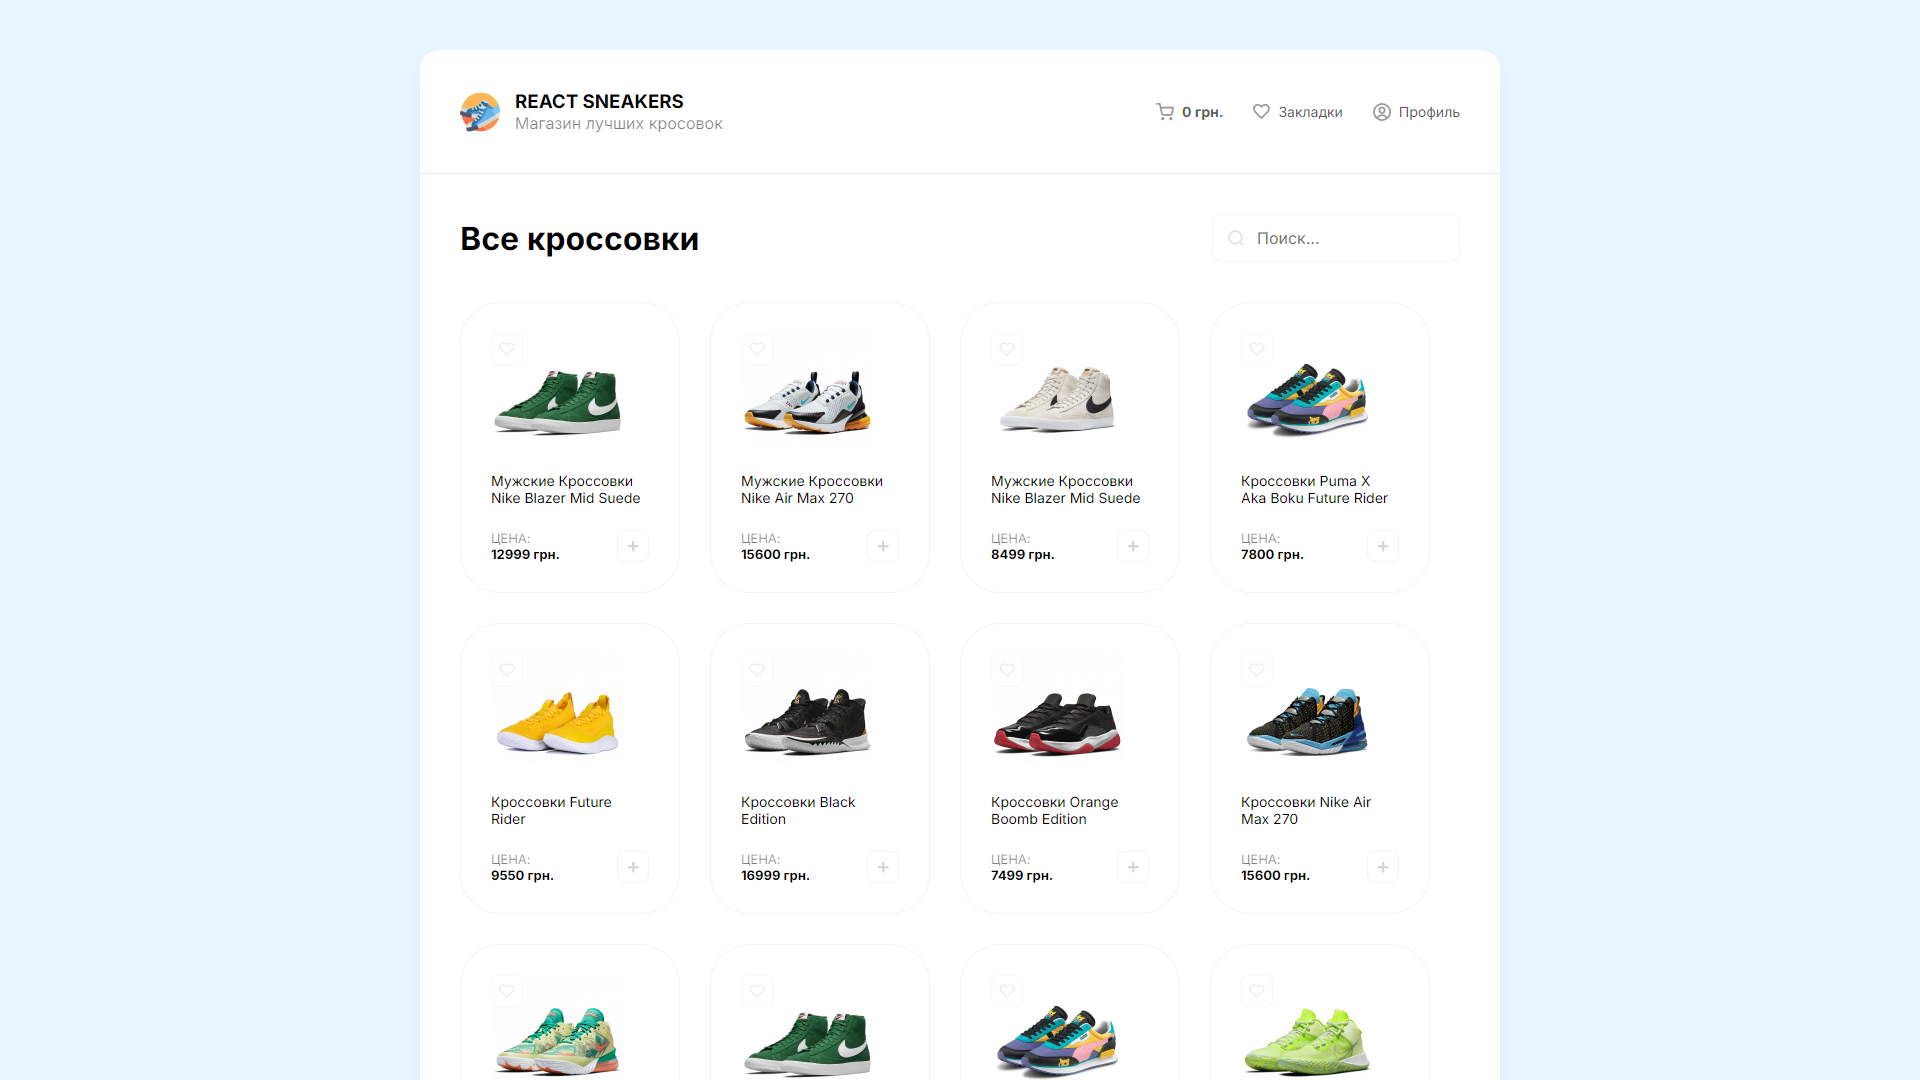 REACT SNEAKERS
Магазин лучших кросовок
0 грн.
Закладки
Профиль
Все кроссовки
Поиск...
Мужские Кроссовки
Nike Blazer Mid Suede
ЦЕНА:
12999 грн.
Мужские Кроссовки
Nike Air Max 270
ЦЕНА:
15600 грн.
Мужские Кроссовки
Nike Blazer Mid Suede
ЦЕНА:
8499 грн.
Кроссовки Puma X
Aka Boku Future Rider
ЦЕНА:
7800 грн.
Кроссовки Future
Rider
ЦЕНА:
9550 грн.
Кроссовки Black
Edition
ЦЕНА:
16999 грн.
Кроссовки Orange
Boomb Edition
ЦЕНА:
7499 грн.
Кроссовки Nike Air
Max 270
ЦЕНА:
15600 грн.